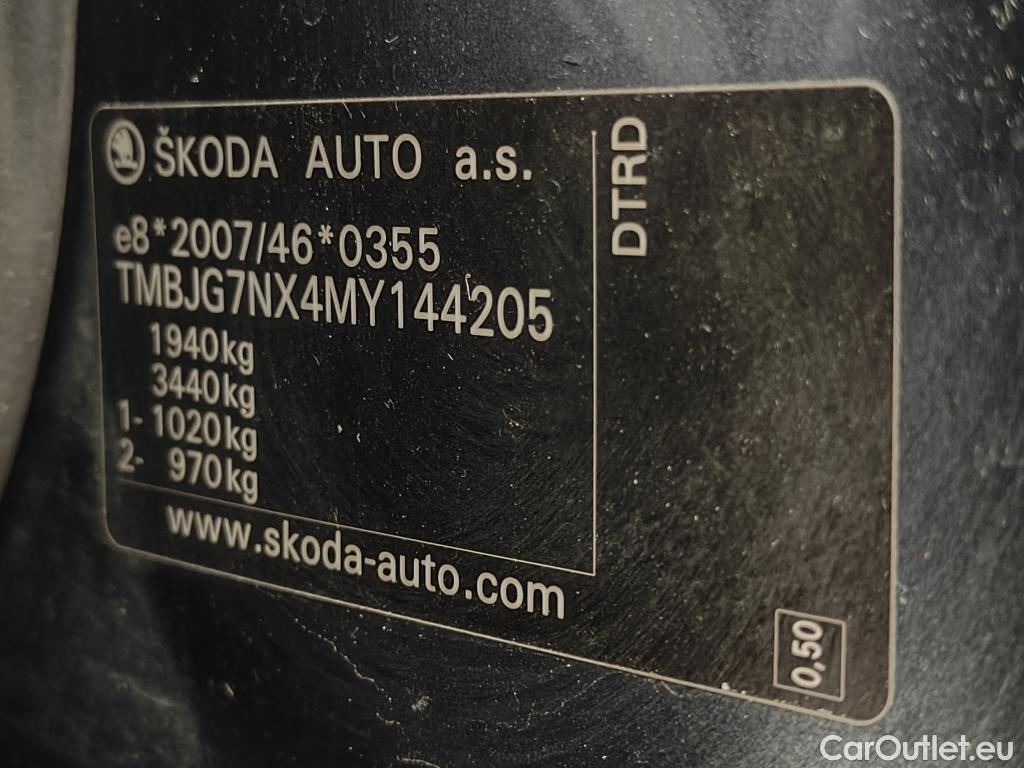 ŠKODA AUTO a.s.
e8*2007/46*0355
TMBJG7NX4MY144205
1940kg
3440kg
1- 1020kg
2- 970kg
www.skoda-auto.com
DTRD
0,50
CarOutlet.eu